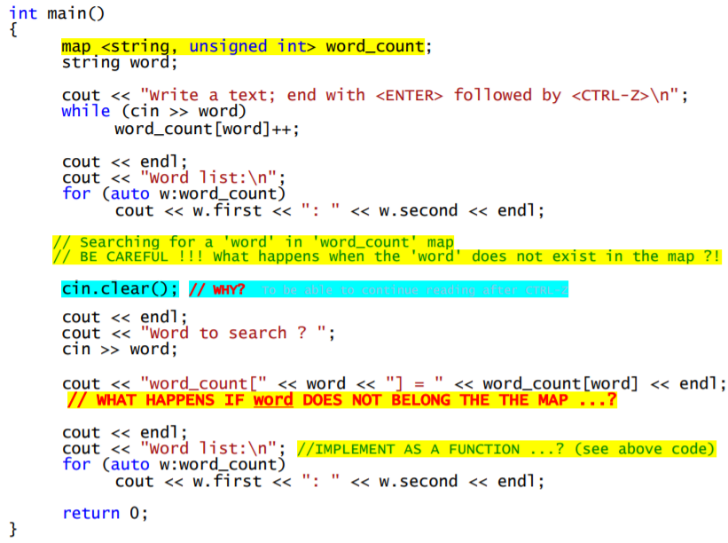 int main()
{
map <string, unsigned int> word_count;
string word;
cout << "Write a text; end with <ENTER> followed by <CTRL-Z>\n";
while (cin >> word)
word_count[word]++;
cout << endl;
cout << "Word list:\n";
for (auto w:word_count)
cout << w.first << ": " << w.second << endl;
// Searching for a 'word' in 'word_count' map
// BE CAREFUL !!! What happens when the 'word' does not exist in the map ?!
cin.clear(); // WHY? To be able to continue reading after CTRL-Z
cout << endl;
cout << "Word to search ? ";
cin >> word;
cout << "word_count[" << word << "] = " << word_count[word] << endl;
// WHAT HAPPENS IF word DOES NOT BELONG THE THE MAP ...?
cout << endl;
cout << "Word list:\n"; //IMPLEMENT AS A FUNCTION ...? (see above code)
for (auto w:word_count)
cout << w.first << ": " << w.second << endl;
return 0;
}